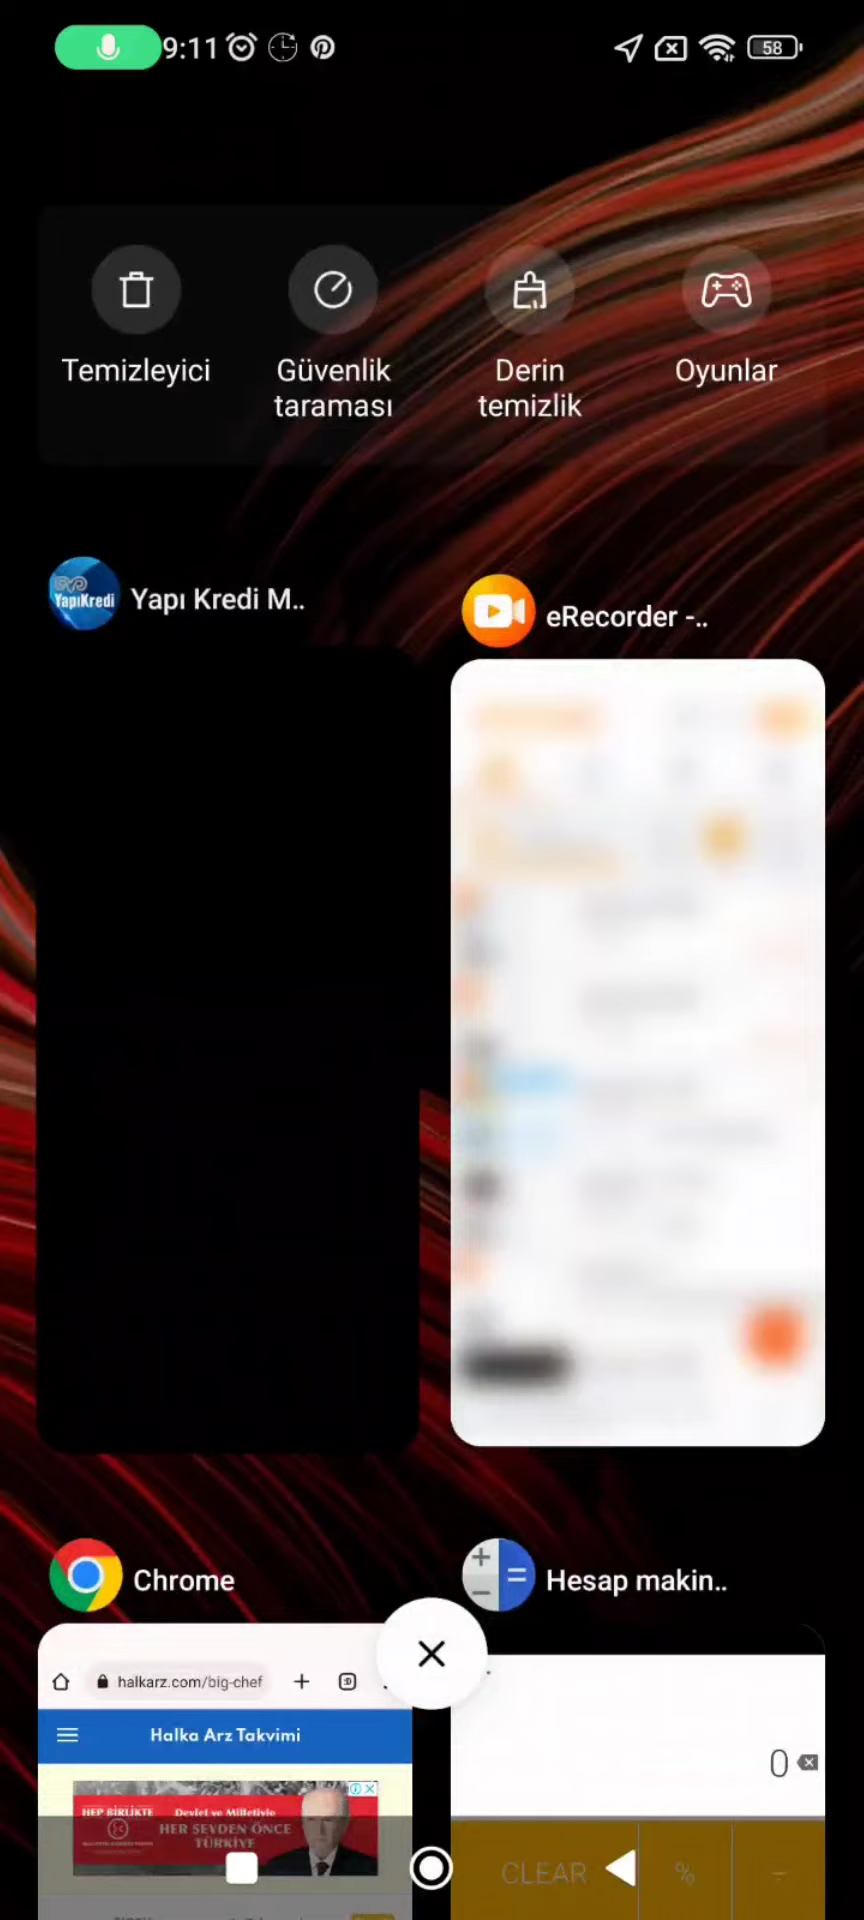 9:11
58
Temizleyici
Güvenlik
taraması
Derin
temizlik
Oyunlar
YapıKredi
Yapı Kredi M..
eRecorder -..
Chrome
Hesap makin..
halkarz.com/big-chef
Halka Arz Takvimi
HEP BİRLİKTE
Devlet ve Milletiyle
HER ŞEYDEN ÖNCE
TÜRKİYE
0
CLEAR
%